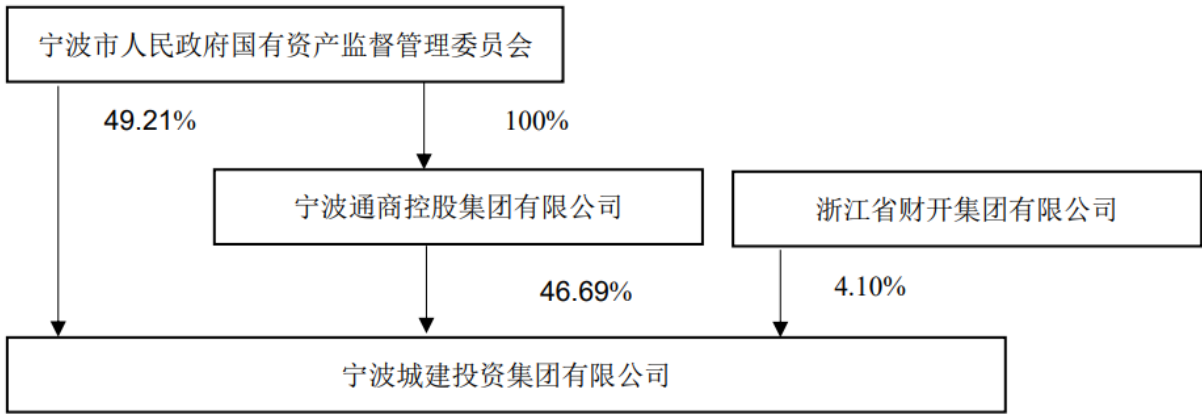 宁波市人民政府国有资产监督管理委员会
49.21%
100%
宁波通商控股集团有限公司
浙江省财开集团有限公司
46.69%
4.10%
宁波城建投资集团有限公司